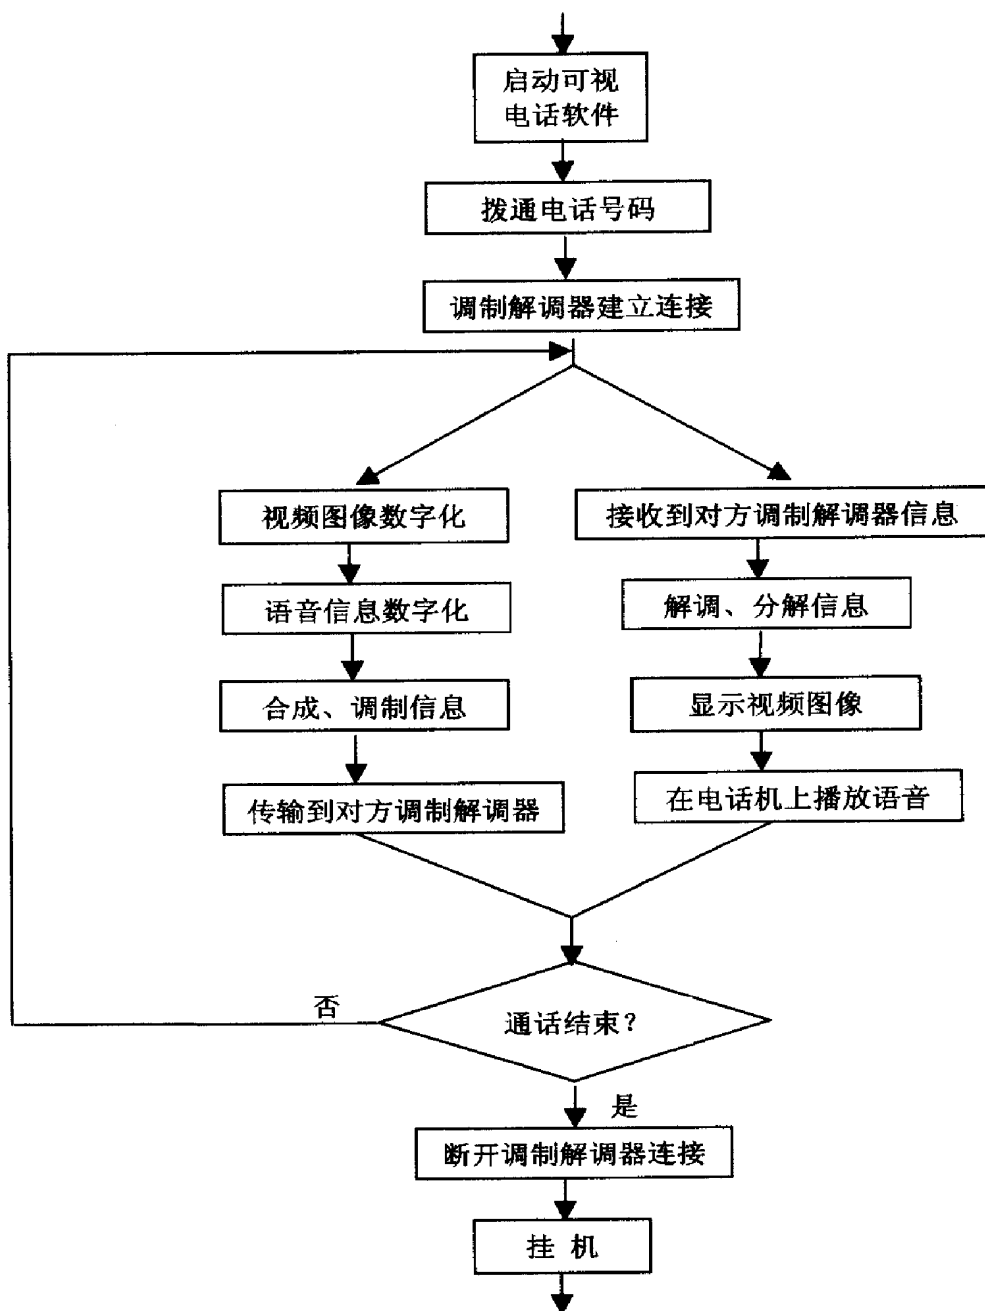 启动可视
电话软件
拨通电话号码
调制解调器建立连接
视频图像数字化
语音信息数字化
合成、调制信息
传输到对方调制解调器
接收到对方调制解调器信息
解调、分解信息
显示视频图像
在电话机上播放语音
通话结束?
否
是
断开调制解调器连接
挂 机